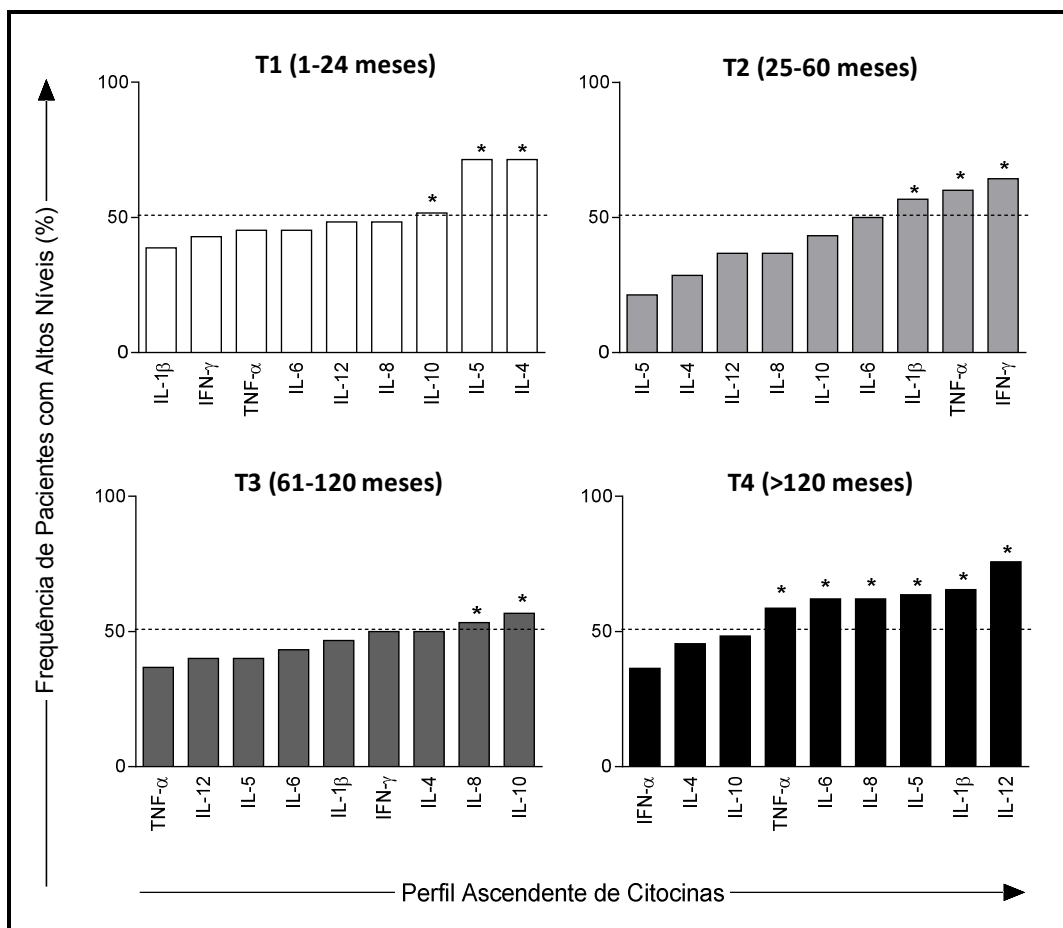 Frequência de Pacientes com Altos Níveis (%)
T1 (1-24 meses)
100
50
0
* * *
IL-1β
IFN-γ
TNF-α
IL-6
IL-12
IL-8
IL-10
IL-5
IL-4
T2 (25-60 meses)
100
50
0
* * *
IL-5
IL-4
IL-12
IL-8
IL-10
IL-6
IL-1β
TNF-α
IFN-γ
T3 (61-120 meses)
100
50
0
* *
TNF-α
IL-12
IL-5
IL-6
IL-1β
IFN-γ
IL-4
IL-8
IL-10
T4 (>120 meses)
100
50
0
* * * * * *
IFN-α
IL-4
IL-10
TNF-α
IL-6
IL-8
IL-5
IL-1β
IL-12
Perfil Ascendente de Citocinas